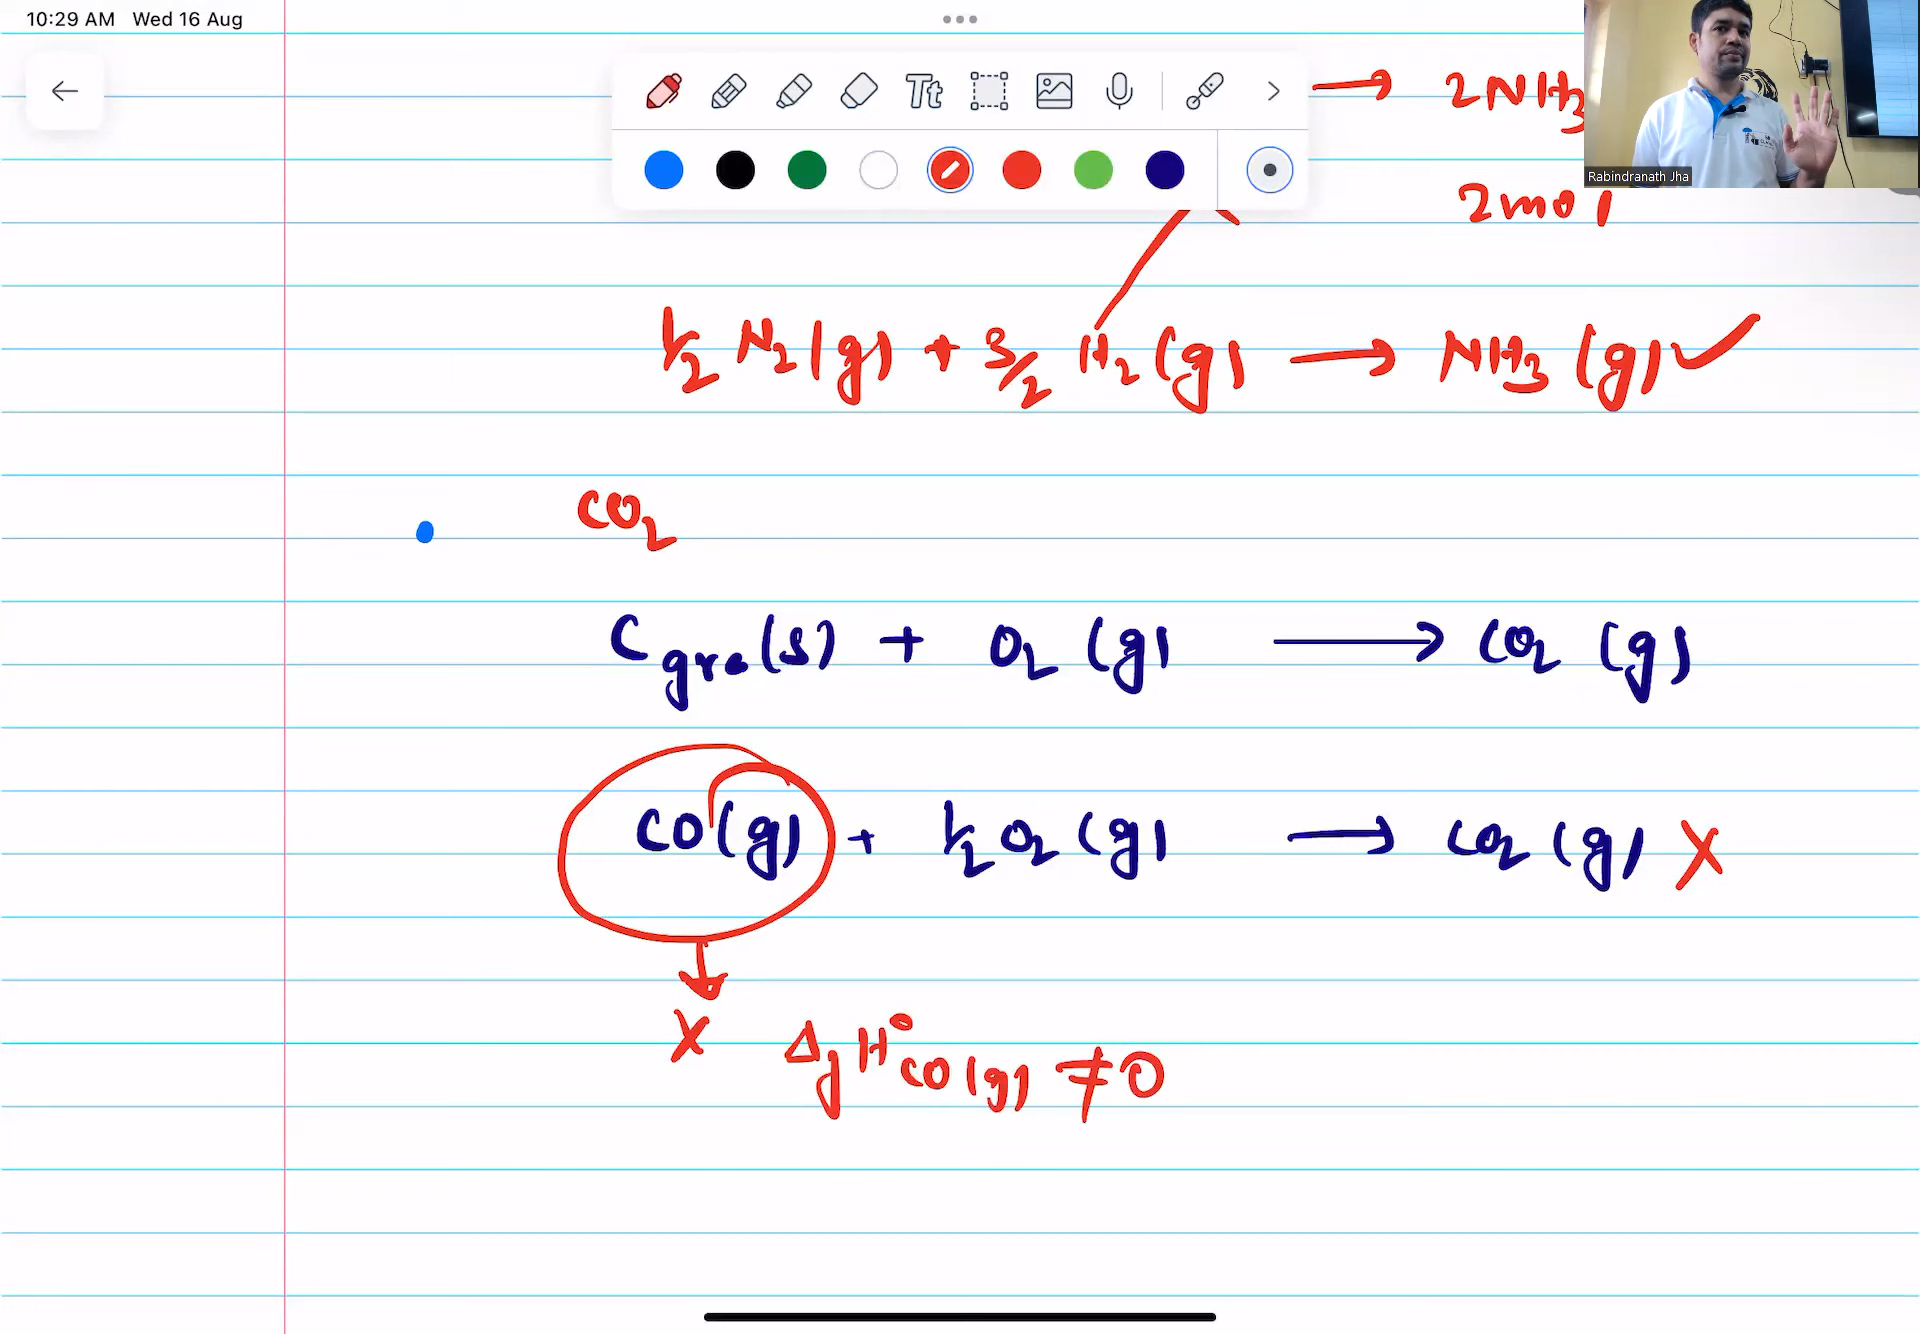 10:29 AM Wed 16 Aug
Tt
→ 2NH3
Rabindranath Jha
2mol
1/2 N2(g) + 3/2 H2(g) → NH3(g) ✓
CO2
Cgra(s) + O2(g) → CO2(g)
CO(g) + 1/2 O2(g) → CO2(g) X
X ΔfH°CO(g) ≠ 0